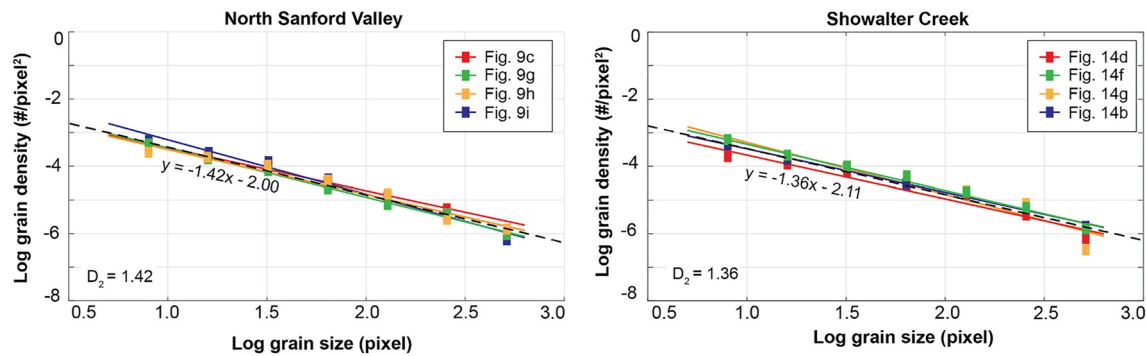 North Sanford Valley
0
-2
-4
-6
-8
Log grain density (#/pixel²)
Fig. 9c
Fig. 9g
Fig. 9h
Fig. 9i
y = -1.42x - 2.00
D₂ = 1.42
0.5 1.0 1.5 2.0 2.5 3.0
Log grain size (pixel)
Showalter Creek
0
-2
-4
-6
-8
Log grain density (#/pixel²)
Fig. 14d
Fig. 14f
Fig. 14g
Fig. 14b
y = -1.36x - 2.11
D₂ = 1.36
0.5 1.0 1.5 2.0 2.5 3.0
Log grain size (pixel)